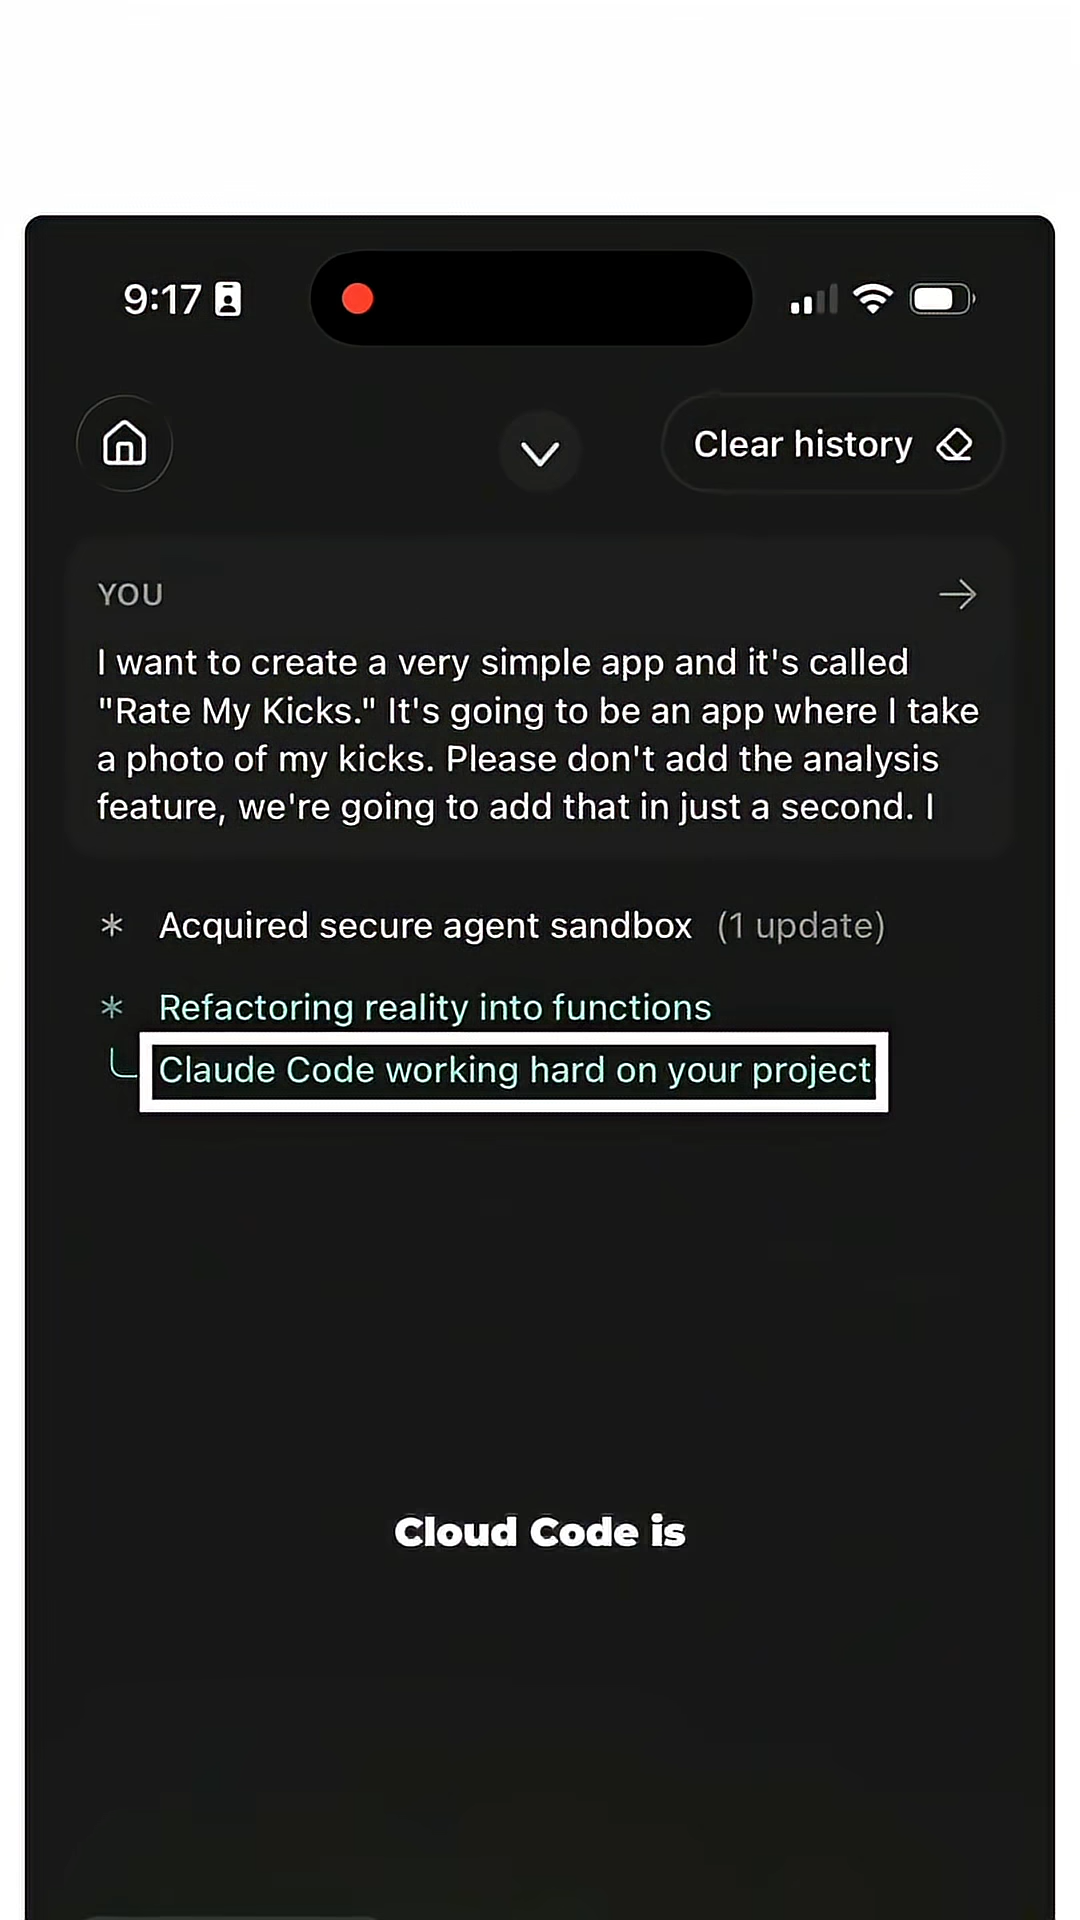 9:17
Clear history
YOU
I want to create a very simple app and it's called
"Rate My Kicks." It's going to be an app where I take
a photo of my kicks. Please don't add the analysis
feature, we're going to add that in just a second. I
Acquired secure agent sandbox (1 update)
Refactoring reality into functions
Claude Code working hard on your project.
Cloud Code is